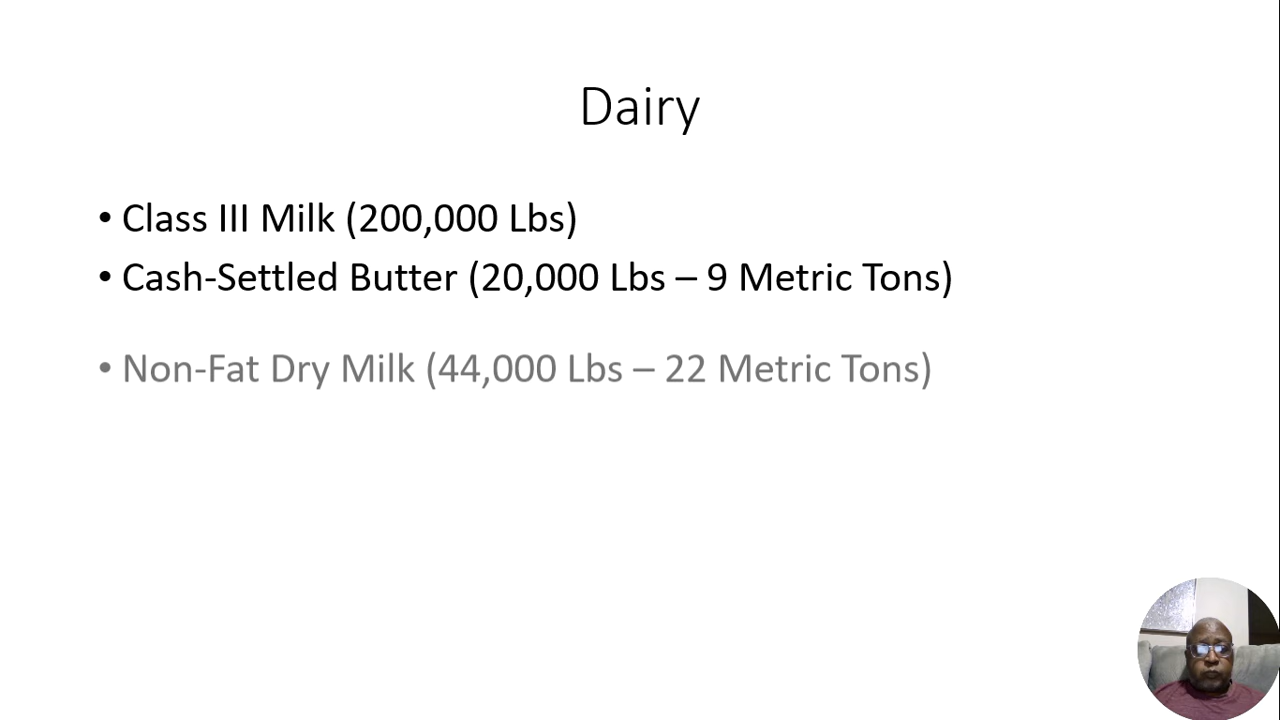 Dairy
• Class III Milk (200,000 Lbs)
• Cash-Settled Butter (20,000 Lbs – 9 Metric Tons)
• Non-Fat Dry Milk (44,000 Lbs – 22 Metric Tons)